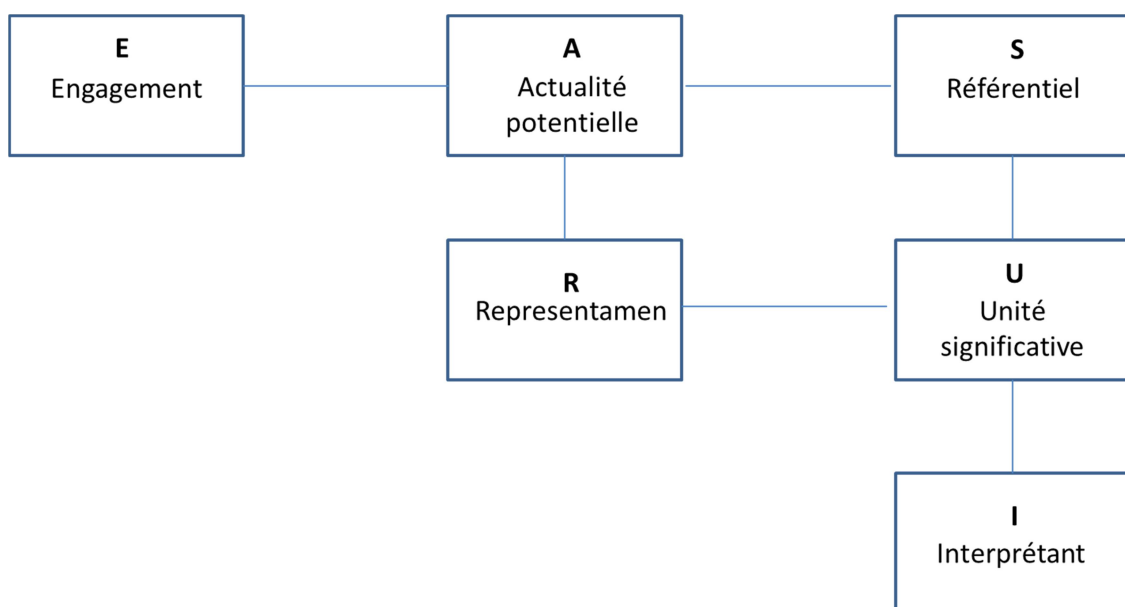 E
Engagement
A
Actualité
potentielle
S
Référentiel
R
Representamen
U
Unité
significative
I
Interprétant